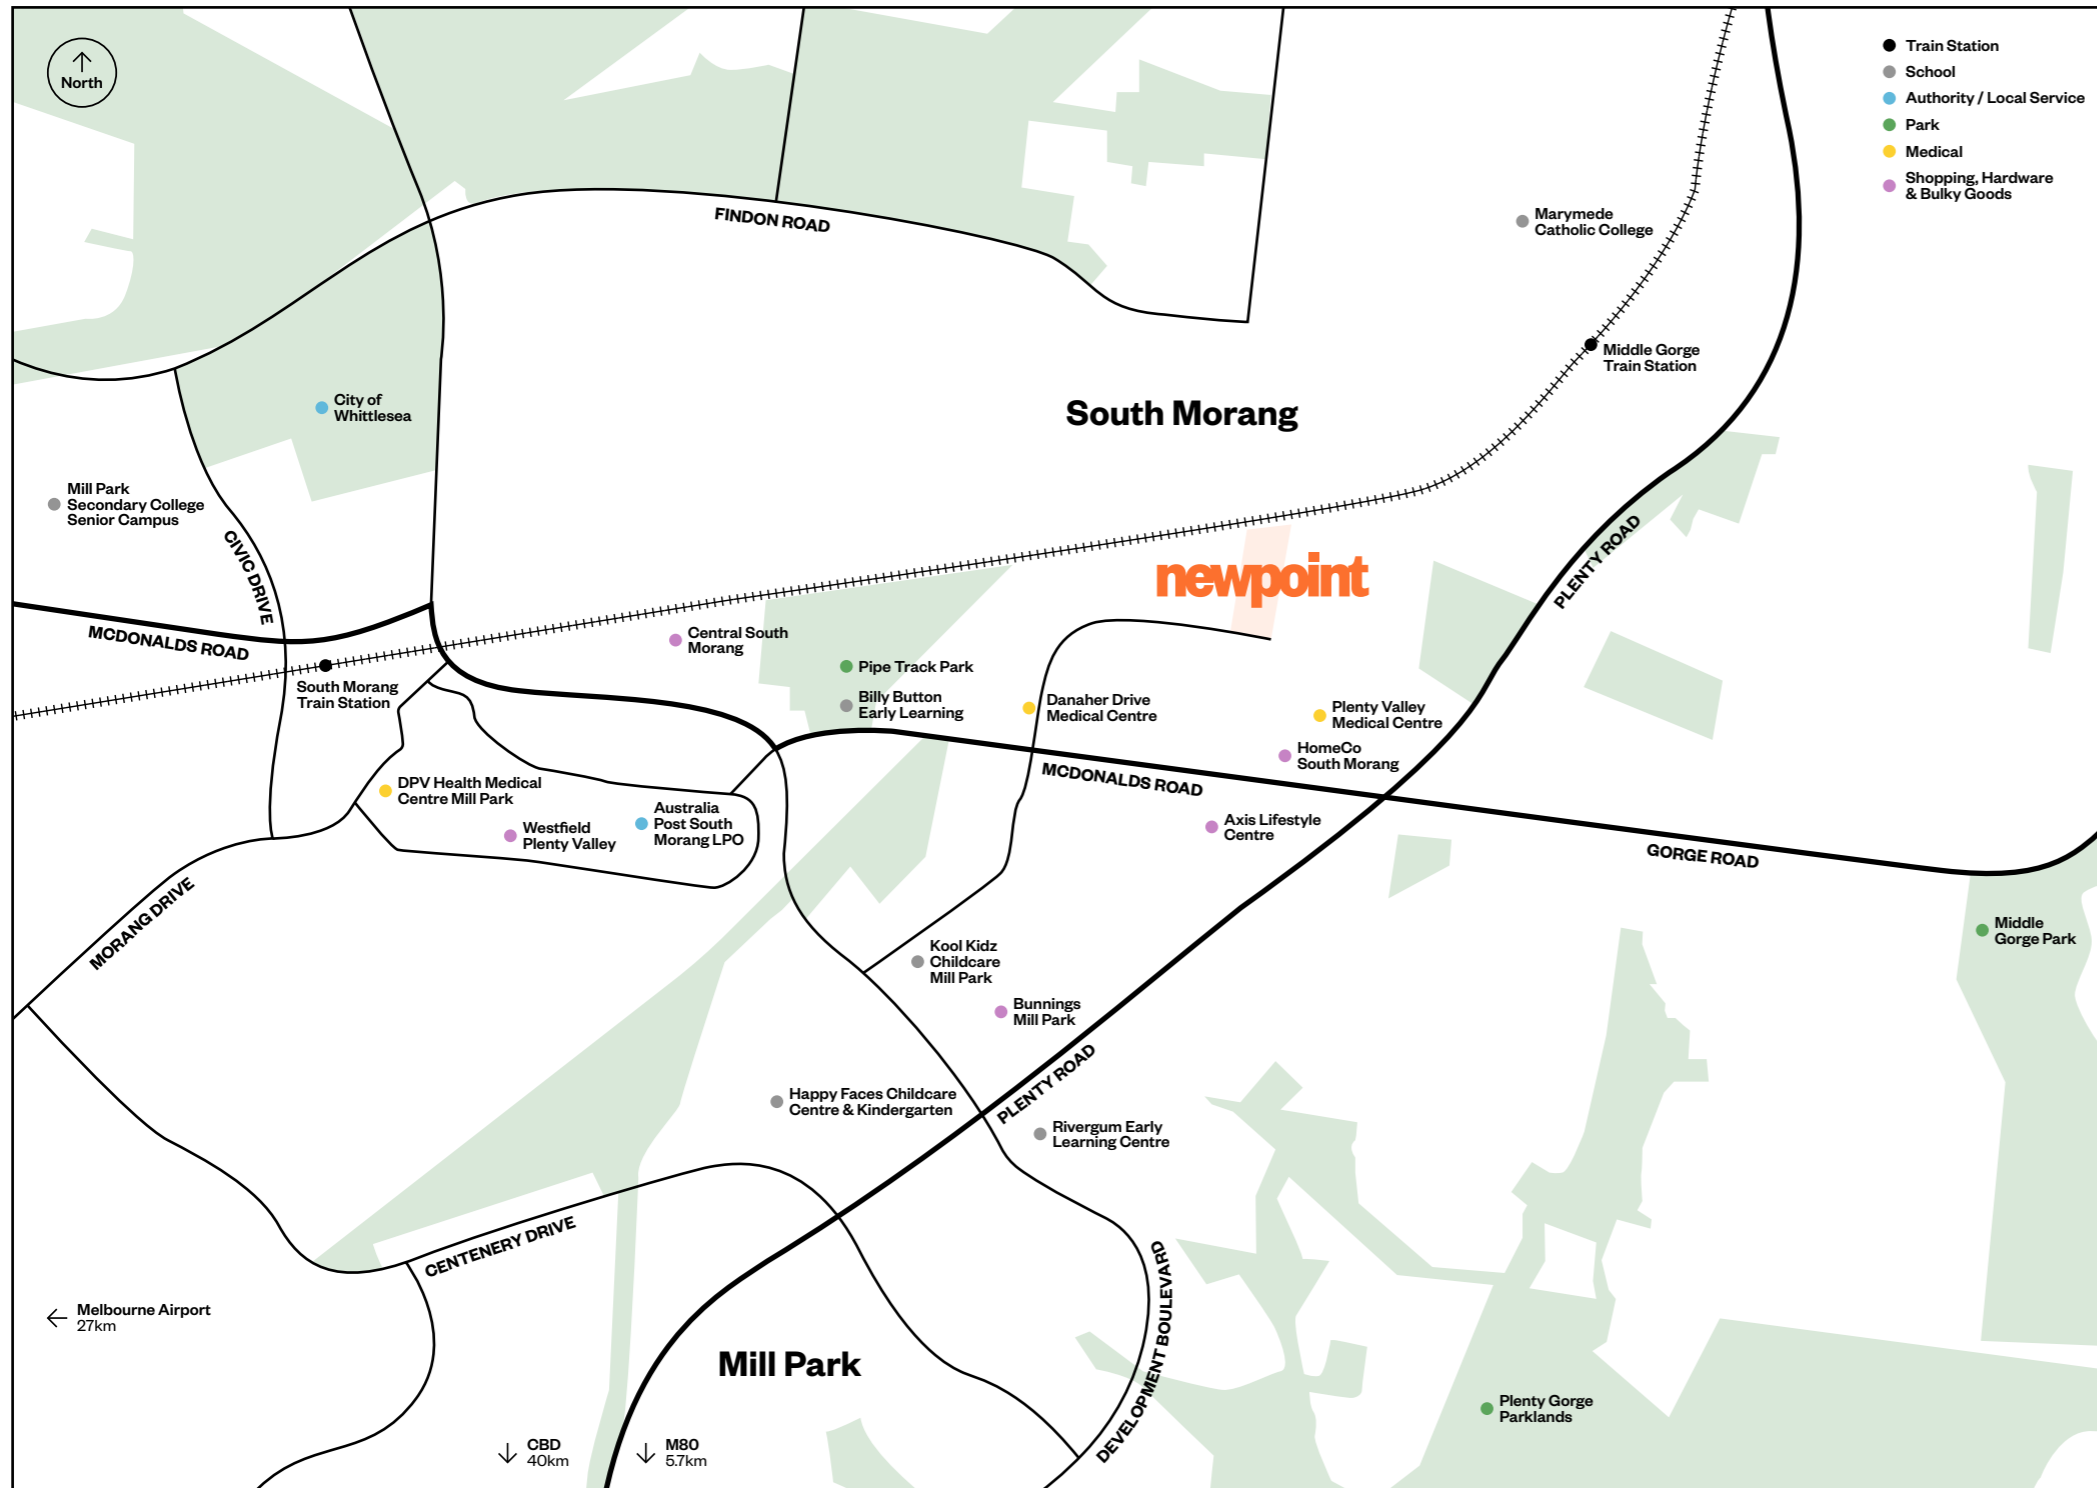 North
Train Station
School
Authority / Local Service
Park
Medical
Shopping, Hardware
& Bulky Goods
FINDON ROAD
Marymede
Catholic College
Middle Gorge
Train Station
City of
Whittlesea
South Morang
Mill Park
Secondary College
Senior Campus
CIVIC DRIVE
PLENTY ROAD
newpoint
MCDONALDS ROAD
Central South
Morang
South Morang
Train Station
Pipe Track Park
Billy Button
Early Learning
Danaher Drive
Medical Centre
Plenty Valley
Medical Centre
HomeCo
South Morang
MCDONALDS ROAD
DPV Health Medical
Centre Mill Park
Westfield
Plenty Valley
Australia
Post South
Morang LPO
Axis Lifestyle
Centre
GORGE ROAD
MORANG DRIVE
Middle
Gorge Park
Kool Kidz
Childcare
Mill Park
Bunnings
Mill Park
PLENTY ROAD
Happy Faces Childcare
Centre & Kindergarten
Rivergum Early
Learning Centre
CENTENERY DRIVE
DEVELOPMENT BOULEVARD
Melbourne Airport
27km
Mill Park
Plenty Gorge
Parklands
CBD
40km
M80
5.7km